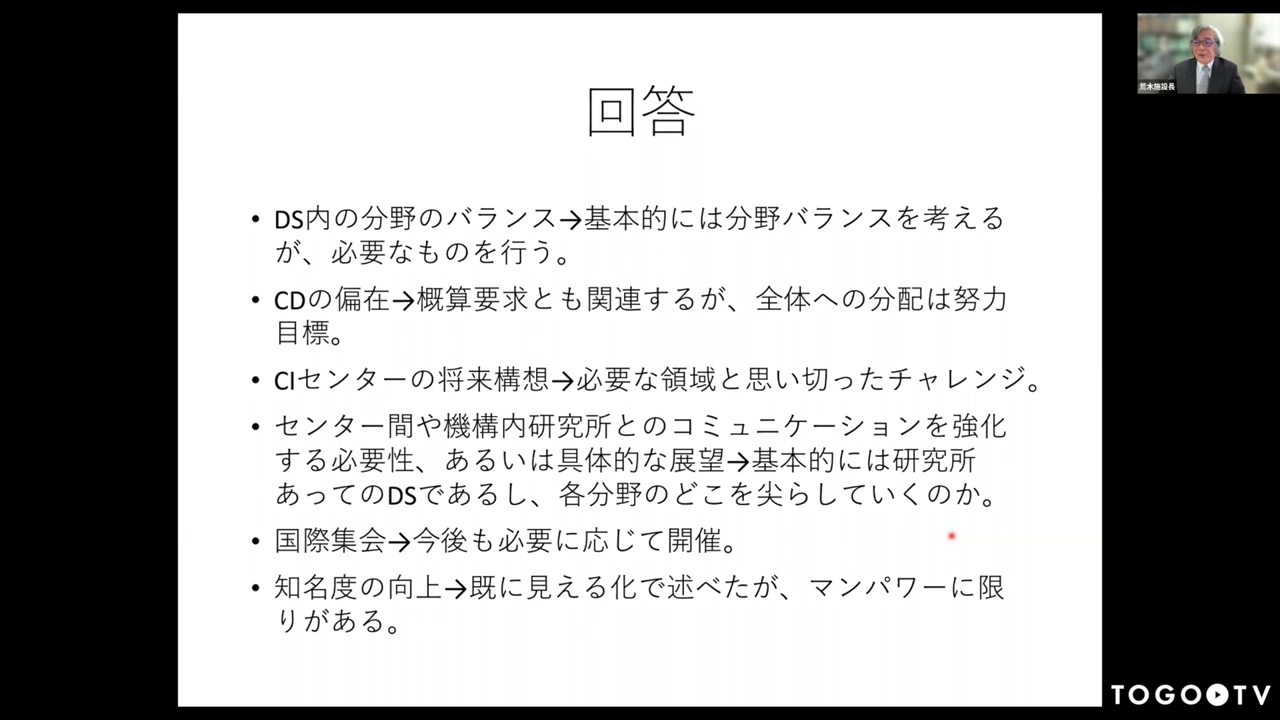 回答
• DS内の分野のバランス→基本的には分野バランスを考える
が、必要なものを行う。
• CDの偏在→概算要求とも関連するが、全体への分配は努力
目標。
• CIセンターの将来構想→必要な領域と思い切ったチャレンジ。
• センター間や機構内研究所とのコミュニケーションを強化
する必要性、あるいは具体的な展望→基本的には研究所
あってのDSであるし、各分野のどこを尖らしていくのか。
• 国際集会→今後も必要に応じて開催。
• 知名度の向上→既に見える化で述べたが、マンパワーに限
りがある。
荒木施設長
TOGO TV